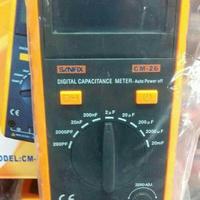 SANFIX
CM-26
DIGITAL CAPACITANCE METER - Auto Power off
2µF
200nF
20µF
20nF
200µF
2000PF
2mF
200PF
20mF
CE
ZERO ADJ.
MODEL:CM-